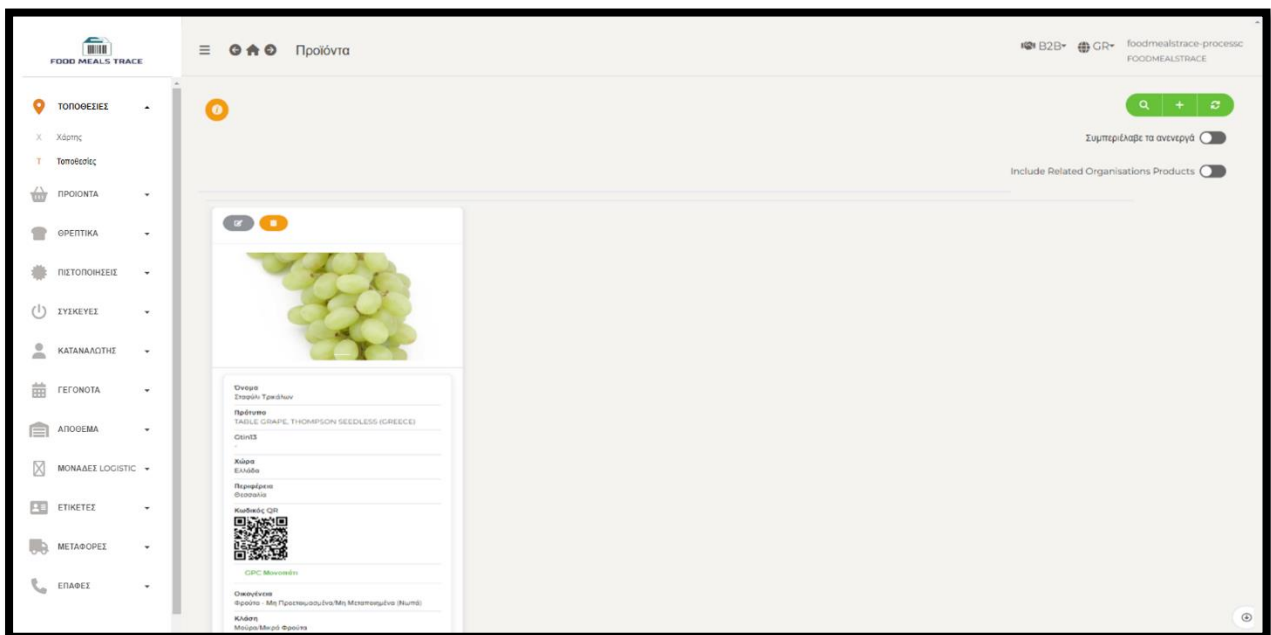 FOOD MEALS TRACE
Προϊόντα
B2B
GR
foodmealstrace-processc
FOODMEALSTRACE
ΤΟΠΟΘΕΣΙΕΣ
Χ Χάρτης
Τ Τοποθεσίες
ΠΡΟΙΟΝΤΑ
ΘΡΕΠΤΙΚΑ
ΠΙΣΤΟΠΟΙΗΣΕΙΣ
ΣΥΣΚΕΥΕΣ
ΚΑΤΑΝΑΛΩΤΗΣ
ΓΕΓΟΝΟΤΑ
ΑΠΟΘΕΜΑ
ΜΟΝΑΔΕΣ LOGISTIC
ΕΤΙΚΕΤΕΣ
ΜΕΤΑΦΟΡΕΣ
ΕΠΑΦΕΣ
Συμπεριέλαβε τα ανενεργά
Include Related Organisations Products
Όνομα
Σταφύλι Τρικάλων
Πρότυπο
TABLE GRAPE, THOMPSON SEEDLESS (GREECE)
Gtin13
-
Χώρα
Ελλάδα
Περιφέρεια
Θεσσαλία
Κωδικός QR
GPC Μονοπάτι
Οικογένεια
Φρούτα - Μη Προετοιμασμένα/Μη Μεταποιημένα (Νωπά)
Κλάση
Μούρα/Μικρά Φρούτα